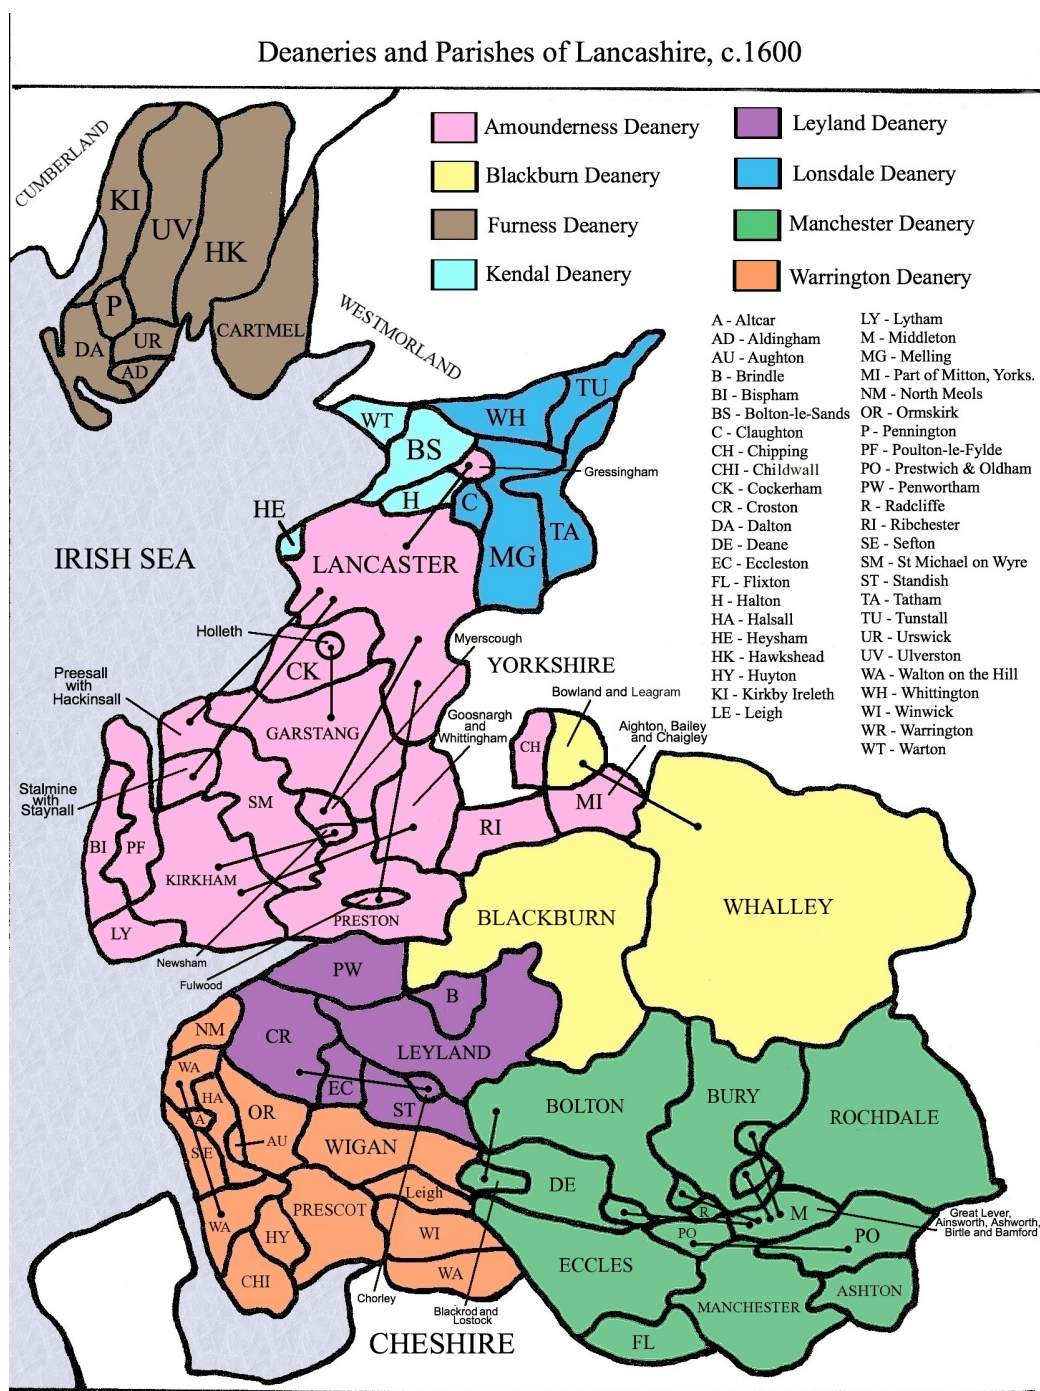 Deaneries and Parishes of Lancashire, c.1600
Amounderness Deanery
Blackburn Deanery
Furness Deanery
Kendal Deanery
Leyland Deanery
Lonsdale Deanery
Manchester Deanery
Warrington Deanery
A - Altcar
AD - Aldingham
AU - Aughton
B - Brindle
BI - Bispham
BS - Bolton-le-Sands
C - Claughton
CH - Chipping
CHI - Childwall
CK - Cockerham
CR - Croston
DA - Dalton
DE - Deane
EC - Eccleston
FL - Flixton
H - Halton
HA - Halsall
HE - Heysham
HK - Hawkshead
HY - Huyton
KI - Kirkby Ireleth
LE - Leigh
LY - Lytham
M - Middleton
MG - Melling
MI - Part of Mitton, Yorks.
NM - North Meols
OR - Ormskirk
P - Pennington
PF - Poulton-le-Fylde
PO - Prestwich & Oldham
PW - Penwortham
R - Radcliffe
RI - Ribchester
SE - Sefton
SM - St Michael on Wyre
ST - Standish
TA - Tatham
TU - Tunstall
UR - Urswick
UV - Ulverston
WA - Walton on the Hill
WH - Whittington
WI - Winwick
WR - Warrington
WT - Warton
CUMBERLAND
KI
UV
HK
P
DA
UR
AD
CARTMEL
WESTMORLAND
WT
BS
WH
TU
Gressingham
H
C
HE
MG
TA
IRISH SEA
LANCASTER
Holleth
CK
Myerscough
YORKSHIRE
Preesall
with
Hackinsall
Bowland and Leagram
GARSTANG
Goosnargh
and
Whittingham
CH
Aighton, Bailey
and Chaigley
Stalmine
with
Staynall
SM
MI
RI
BI
PF
KIRKHAM
WHALLEY
PRESTON
BLACKBURN
LY
Newsham
Fulwood
PW
B
NM
CR
LEYLAND
WA
EC
HA
ST
A
OR
AU
SE
WIGAN
BOLTON
BURY
ROCHDALE
DE
Leigh
PRESCOT
WA
WI
HY
R
M
PO
PO
Great Lever,
Ainsworth, Ashworth,
Birtle and Bamford
ECCLES
CHI
WA
Chorley
Blackrod and
Lostock
MANCHESTER
ASHTON
CHESHIRE
FL